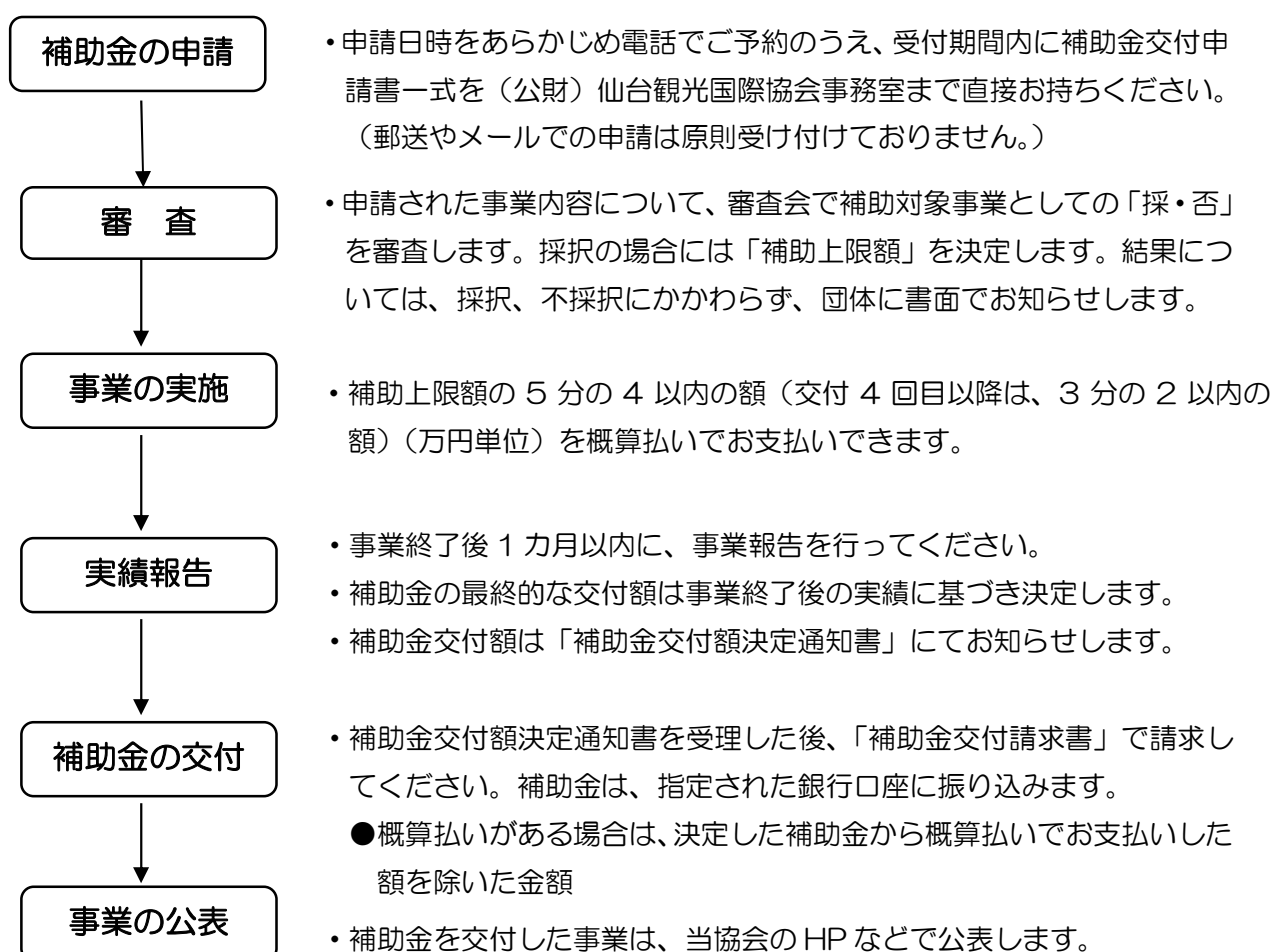 補助金の申請
・申請日時をあらかじめ電話でご予約のうえ、受付期間内に補助金交付申
請書一式を（公財）仙台観光国際協会事務室まで直接お持ちください。
（郵送やメールでの申請は原則受け付けておりません。）
審　査
・申請された事業内容について、審査会で補助対象事業としての「採・否」
を審査します。採択の場合には「補助上限額」を決定します。結果につ
いては、採択、不採択にかかわらず、団体に書面でお知らせします。
事業の実施
・補助上限額の 5 分の 4 以内の額（交付 4 回目以降は、3 分の 2 以内の
額）（万円単位）を概算払いでお支払いできます。
実績報告
・事業終了後 1 カ月以内に、事業報告を行ってください。
・補助金の最終的な交付額は事業終了後の実績に基づき決定します。
・補助金交付額は「補助金交付額決定通知書」にてお知らせします。
補助金の交付
・補助金交付額決定通知書を受理した後、「補助金交付請求書」で請求し
てください。補助金は、指定された銀行口座に振り込みます。
●概算払いがある場合は、決定した補助金から概算払いでお支払いした
額を除いた金額
事業の公表
・補助金を交付した事業は、当協会の HP などで公表します。